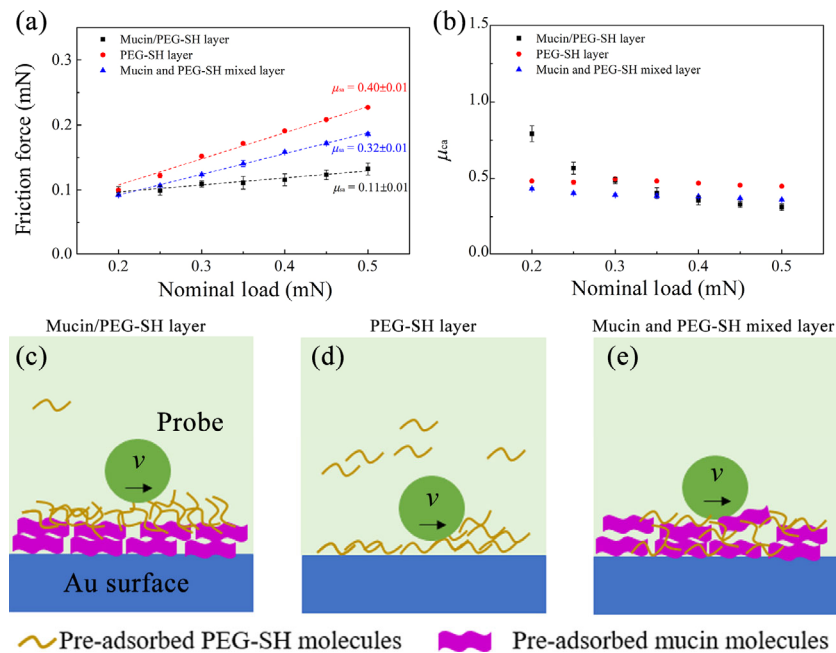 (a)
Mucin/PEG-SH layer
PEG-SH layer
Mucin and PEG-SH mixed layer
Friction force (mN)
0.3
0.2
0.1
0.0
μₛₐ = 0.40±0.01
μₛₐ = 0.32±0.01
μₛₐ = 0.11±0.01
0.2 0.3 0.4 0.5
Nominal load (mN)
(b)
Mucin/PEG-SH layer
PEG-SH layer
Mucin and PEG-SH mixed layer
μca
1.5
1.0
0.5
0.0
0.2 0.3 0.4 0.5
Nominal load (mN)
Mucin/PEG-SH layer
(c)
Probe
v
Au surface
PEG-SH layer
(d)
v
Mucin and PEG-SH mixed layer
(e)
v
Pre-adsorbed PEG-SH molecules
Pre-adsorbed mucin molecules